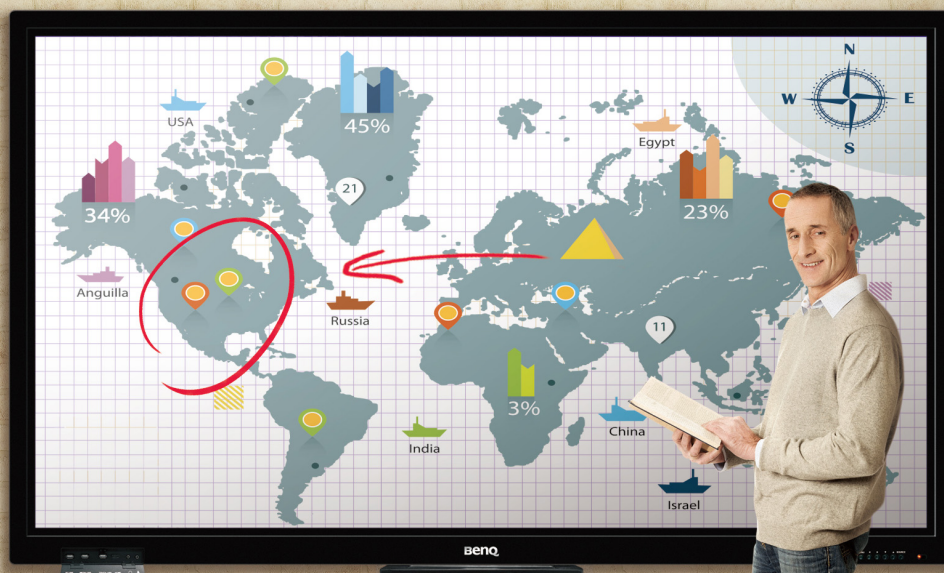 N
W
E
S
USA
45%
Egypt
34%
21
23%
Anguilla
Russia
11
3%
China
India
Israel
BenQ